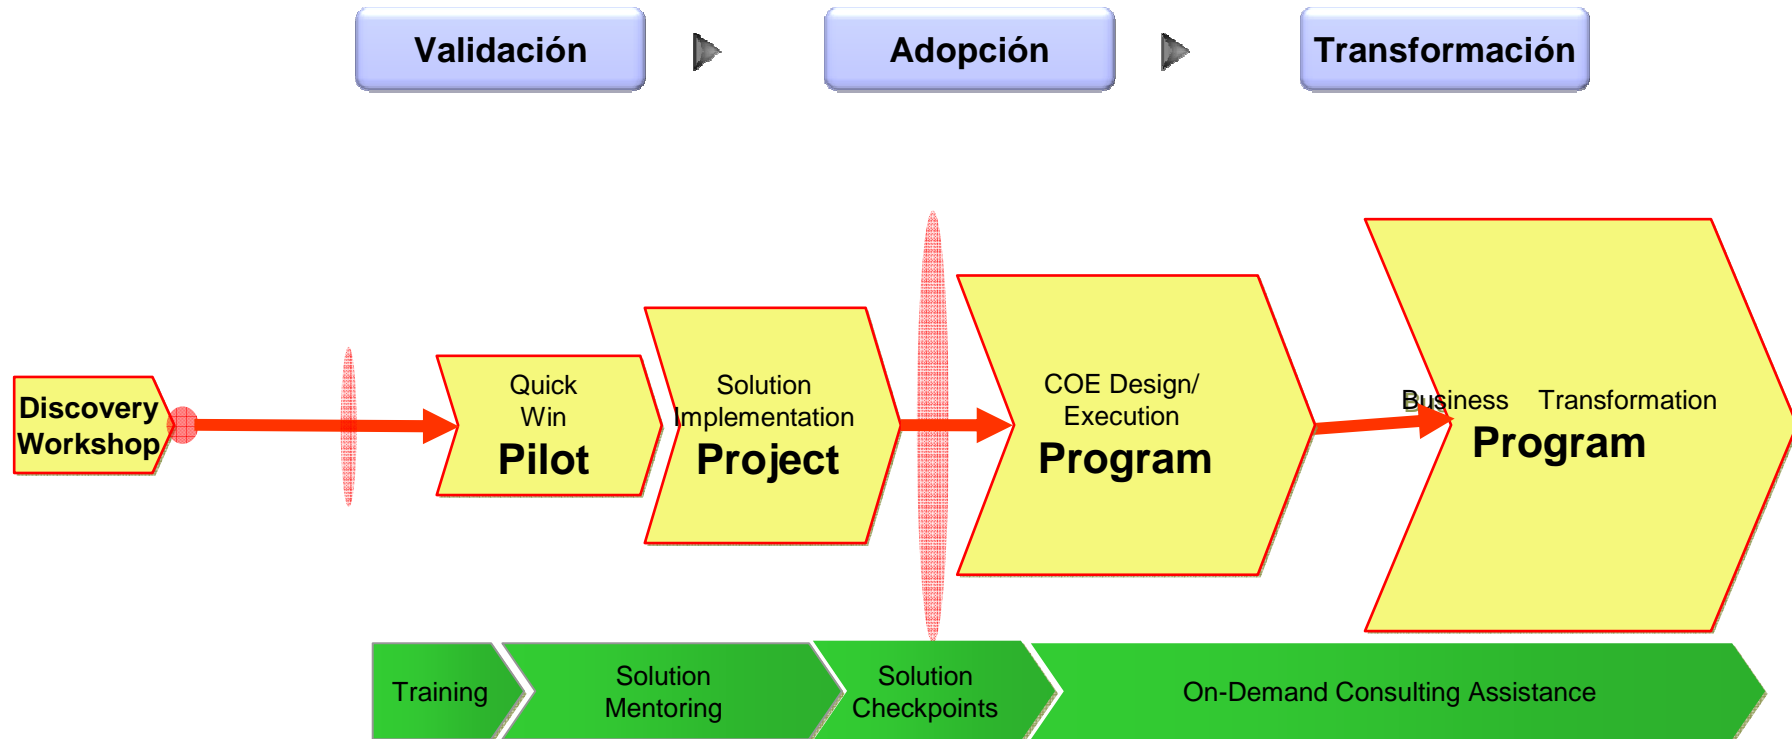 Validación
Adopción
Transformación
Discovery
Workshop
Quick
Win
Pilot
Solution
Implementation
Project
COE Design/
Execution
Program
Business Transformation
Program
Training
Solution
Mentoring
Solution
Checkpoints
On-Demand Consulting Assistance